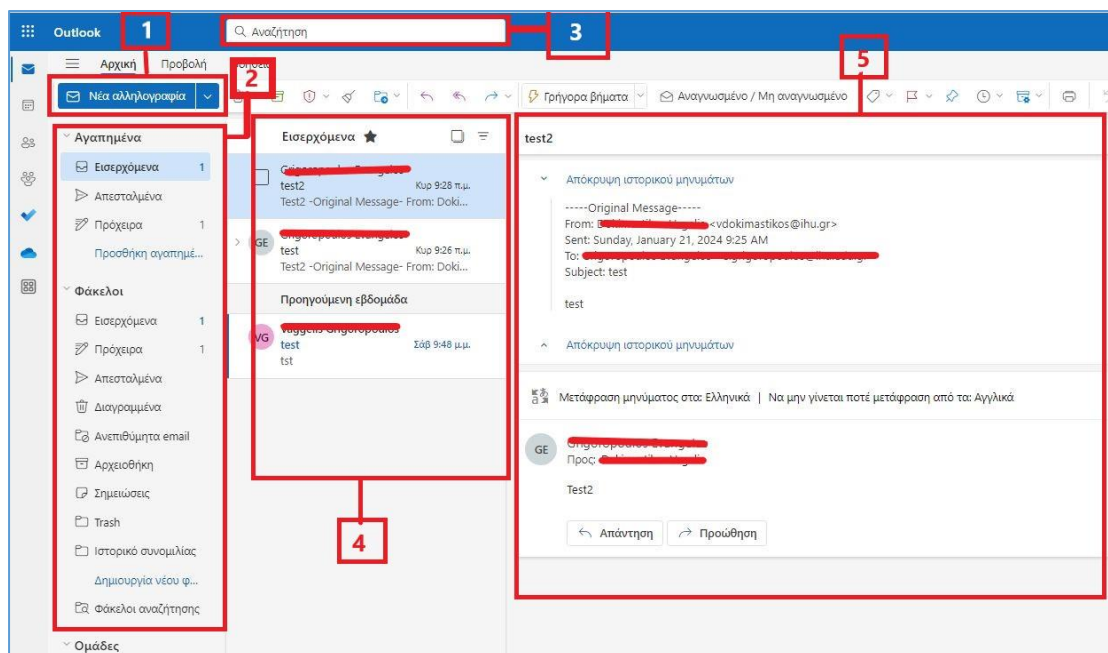 Outlook
1
Αναζήτηση
3
Αρχική Προβολή
2
5
Νέα αλληλογραφία
Γρήγορα βήματα
Αναγνωσμένο / Μη αναγνωσμένο
Αγαπημένα
Εισερχόμενα 1
Απεσταλμένα
Πρόχειρα 1
Προσθήκη αγαπημέ...
Φάκελοι
Εισερχόμενα 1
Πρόχειρα 1
Απεσταλμένα
Διαγραμμένα
Ανεπιθύμητα email
Αρχειοθήκη
Σημειώσεις
Trash
Ιστορικό συνομιλίας
Δημιουργία νέου φ...
Φάκελοι αναζήτησης
Ομάδες
Εισερχόμενα
test2 Κυρ 9:28 π.μ.
Test2 -Original Message- From: Doki...
GE
test Κυρ 9:26 π.μ.
Test2 -Original Message- From: Doki...
Προηγούμενη εβδομάδα
VG
test Σάβ 9:48 μ.μ.
tst
4
test2
Απόκρυψη ιστορικού μηνυμάτων
-----Original Message-----
From: <vdokimastikos@ihu.gr>
Sent: Sunday, January 21, 2024 9:25 AM
To:
Subject: test
test
Απόκρυψη ιστορικού μηνυμάτων
Μετάφραση μηνύματος στα: Ελληνικά | Να μην γίνεται ποτέ μετάφραση από τα: Αγγλικά
GE
Προς:
Test2
Απάντηση Προώθηση